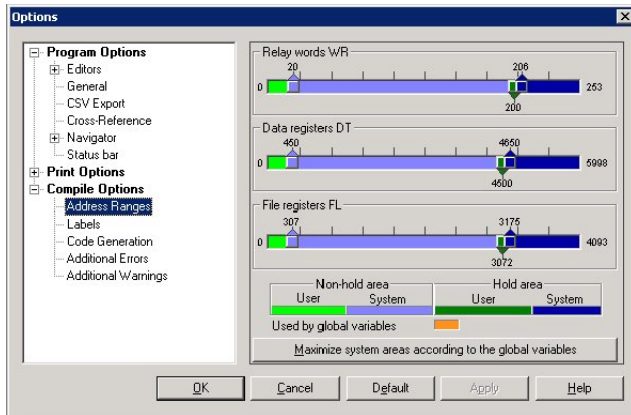 Options
Program Options
Editors
General
CSV Export
Cross-Reference
Navigator
Status bar
Print Options
Compile Options
Address Ranges
Labels
Code Generation
Additional Errors
Additional Warnings
Relay words WR
20 206
0 253
200
Data registers DT
450 4650
0 5998
4500
File registers FL
307 3175
0 4093
3072
Non-hold area Hold area
User System User System
Used by global variables
Maximize system areas according to the global variables
OK Cancel Default Apply Help